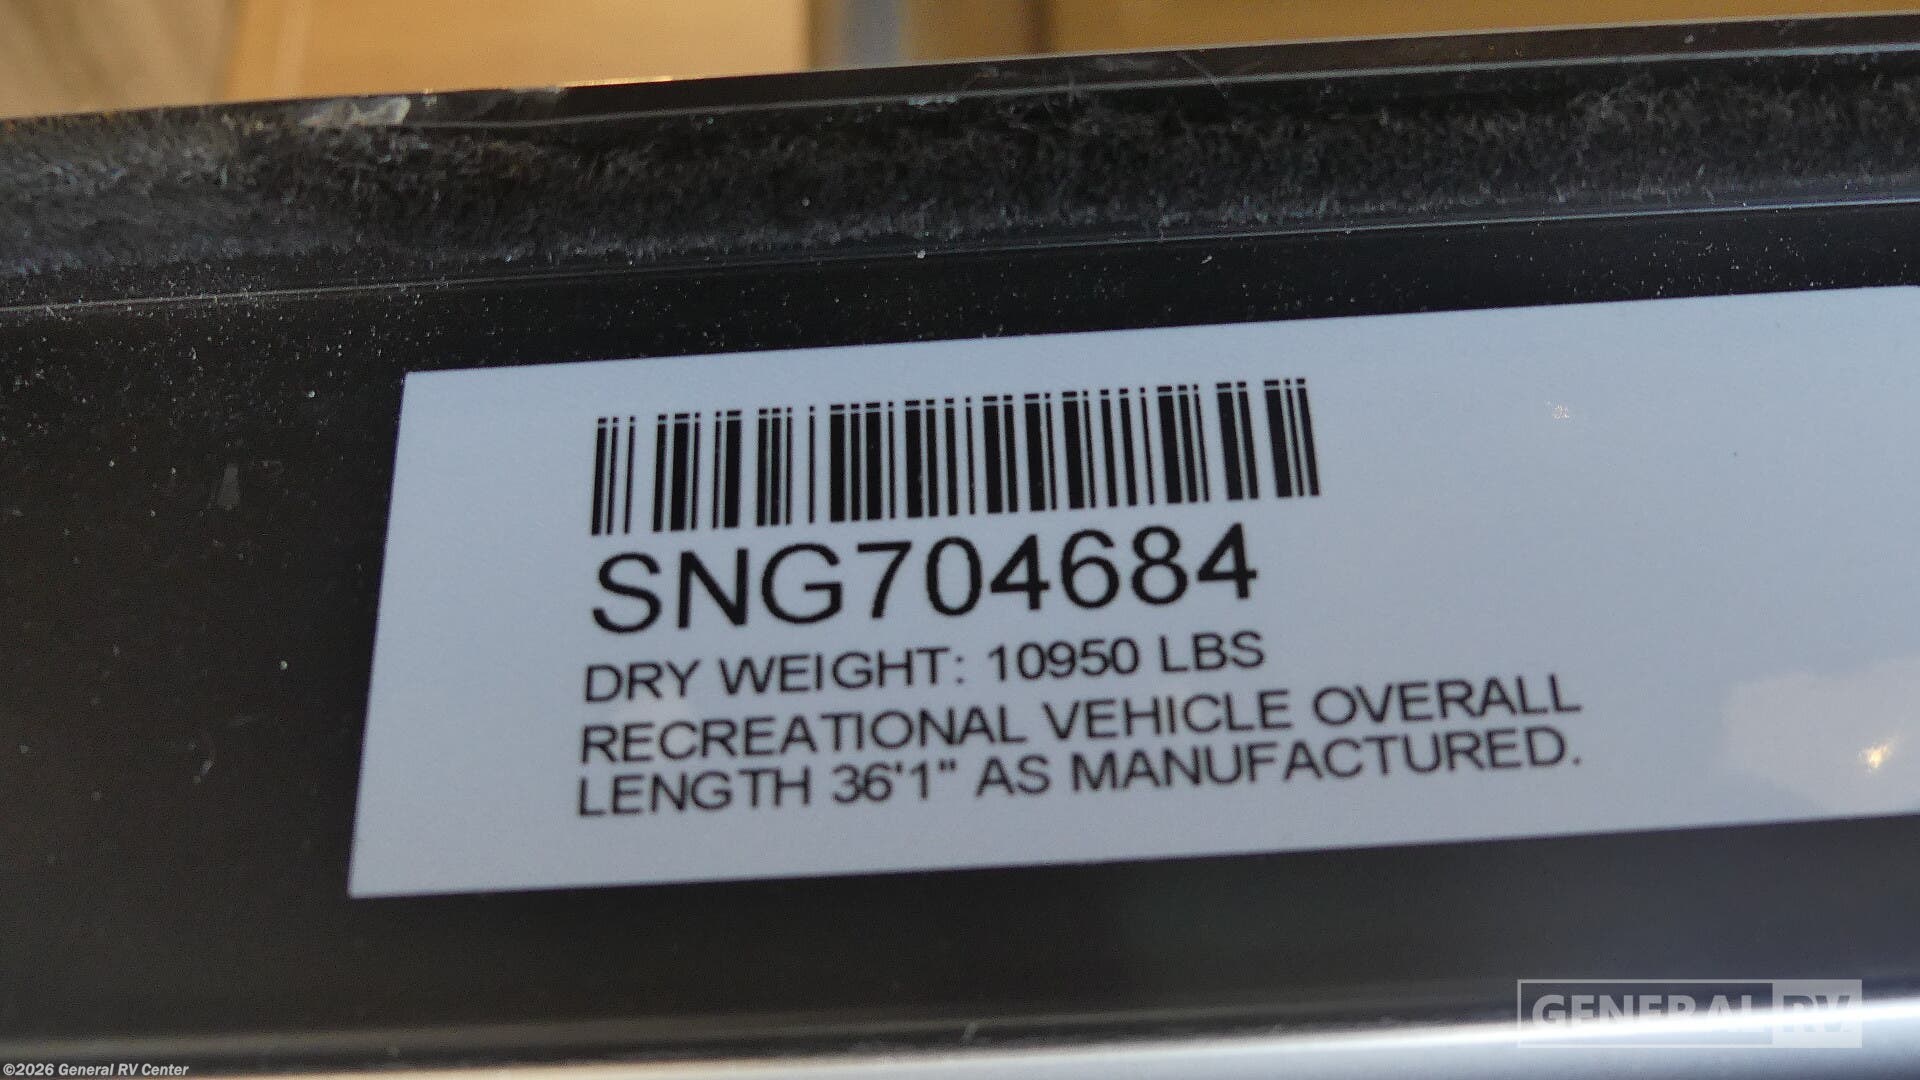 SNG704684
DRY WEIGHT: 10950 LBS
RECREATIONAL VEHICLE OVERALL
LENGTH 36'1" AS MANUFACTURED.
GENERAL RV
©2026 General RV Center